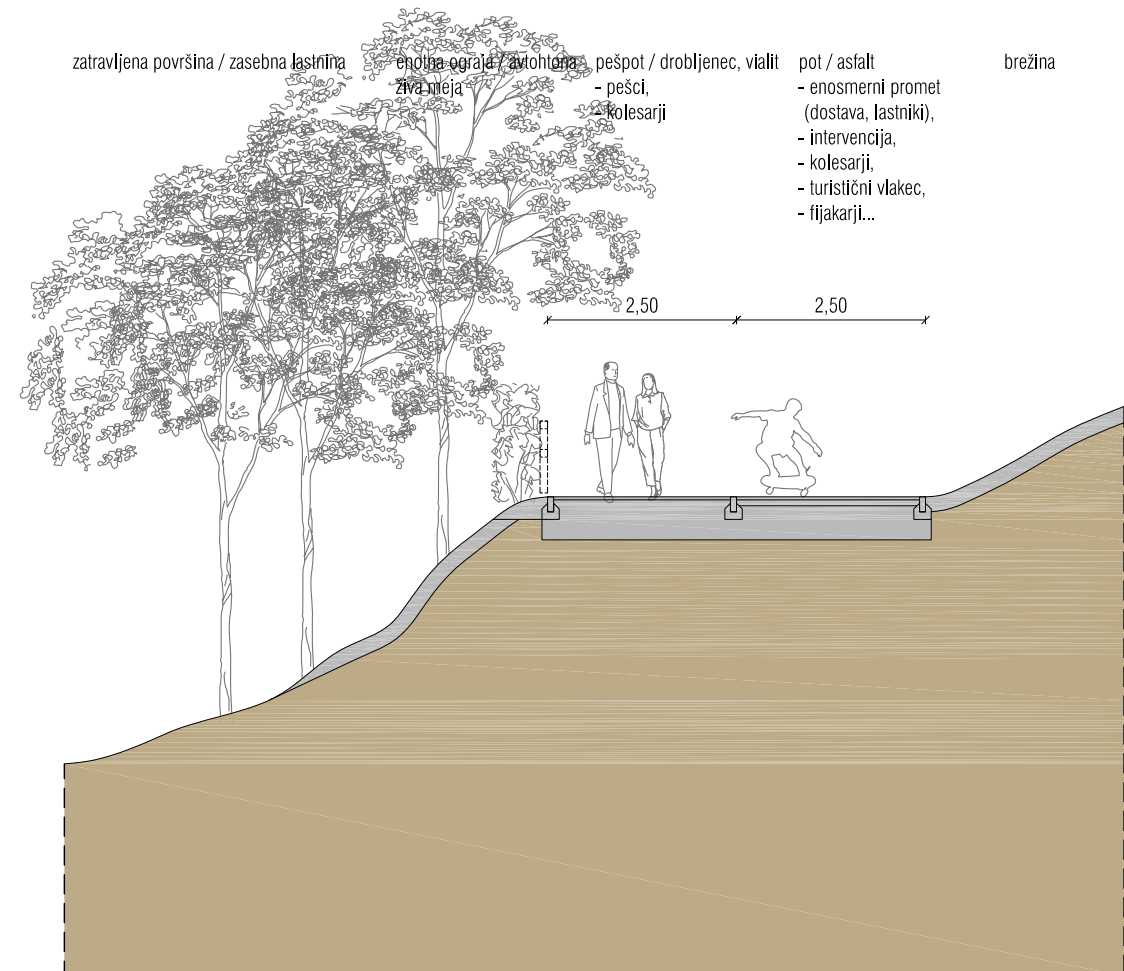 zatravljena površina / zasebna lastnina
enotna ograja / avtohtona
živa meja
pešpot / drobljenec, vialit
- pešci,
- kolesarji
pot / asfalt
- enosmerni promet
(dostava, lastniki),
- intervencija,
- kolesarji,
- turistični vlakec,
- fijakarji...
brežina
2,50
2,50